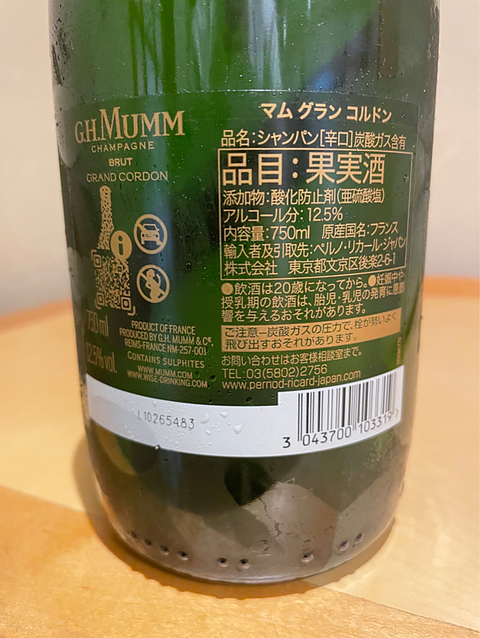 G.H.MUMM
CHAMPAGNE
BRUT
GRAND CORDON
750 ml
12.5% vol.
PRODUCT OF FRANCE
PRODUCED BY G.H. MUMM & Cᴵᴱ,
REIMS-FRANCE NM-257-001
CONTAINS SULPHITES
WWW.MUMM.COM
WWW.WISE-DRINKING.COM
マム グラン コルドン
品名:シャンパン[辛口]炭酸ガス含有
品目:果実酒
添加物:酸化防止剤(亜硫酸塩)
アルコール分:12.5%
内容量:750ml 原産国名:フランス
輸入者及引取先:ペルノ・リカール・ジャパン
株式会社 東京都文京区後楽2-6-1
●飲酒は20歳になってから。●妊娠中や
授乳期の飲酒は、胎児・乳児の発育に悪影
響を与えるおそれがあります。
ご注意―炭酸ガスの圧力で、栓が勢いよく
飛び出すおそれがあります。
お問い合わせはお客様相談室まで。
TEL:03(5802)2756
www.pernod-ricard-japan.com
L10265483
3 043700 103319